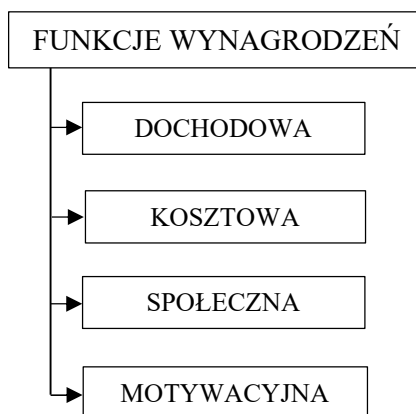 FUNKCJE WYNAGRODZEŃ
DOCHODOWA
KOSZTOWA
SPOŁECZNA
MOTYWACYJNA